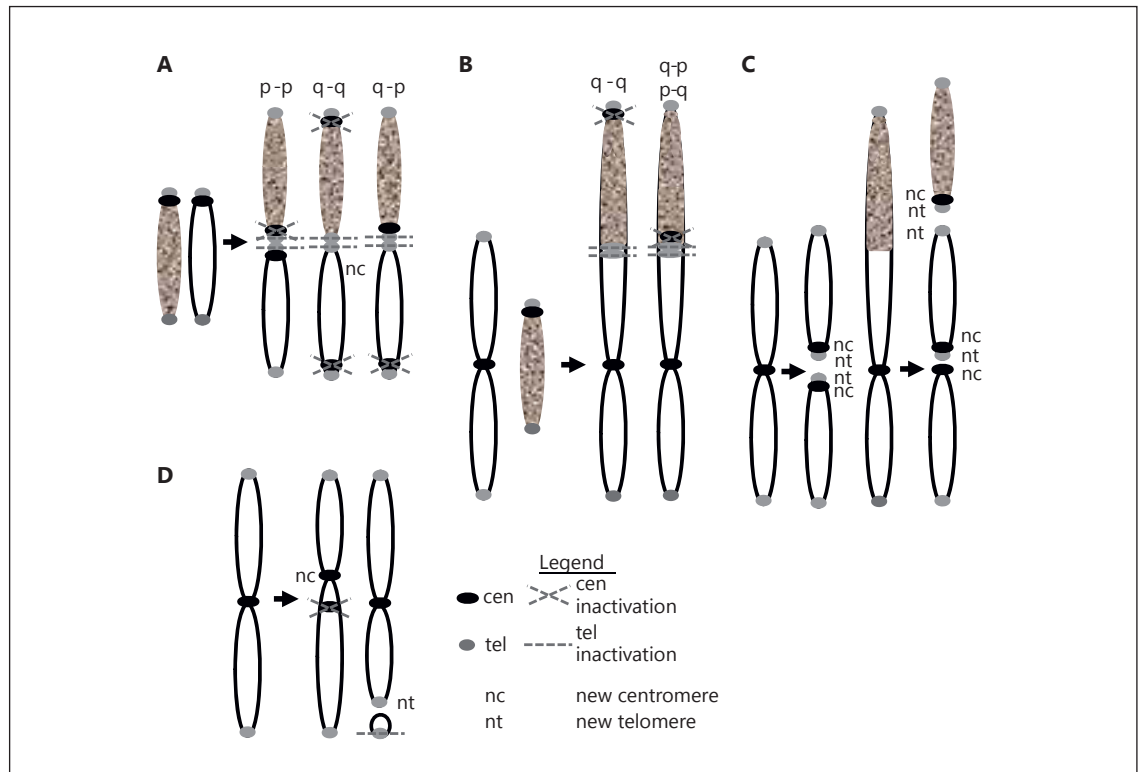 A
p-p q-q q-p
nc
B
q-q
q-p
p-q
C
nc
nt
nt
nc
nt
nt
nc
nc
nt
nc
D
nc
nt
Legend
cen
cen
inactivation
tel
tel
inactivation
nc new centromere
nt new telomere